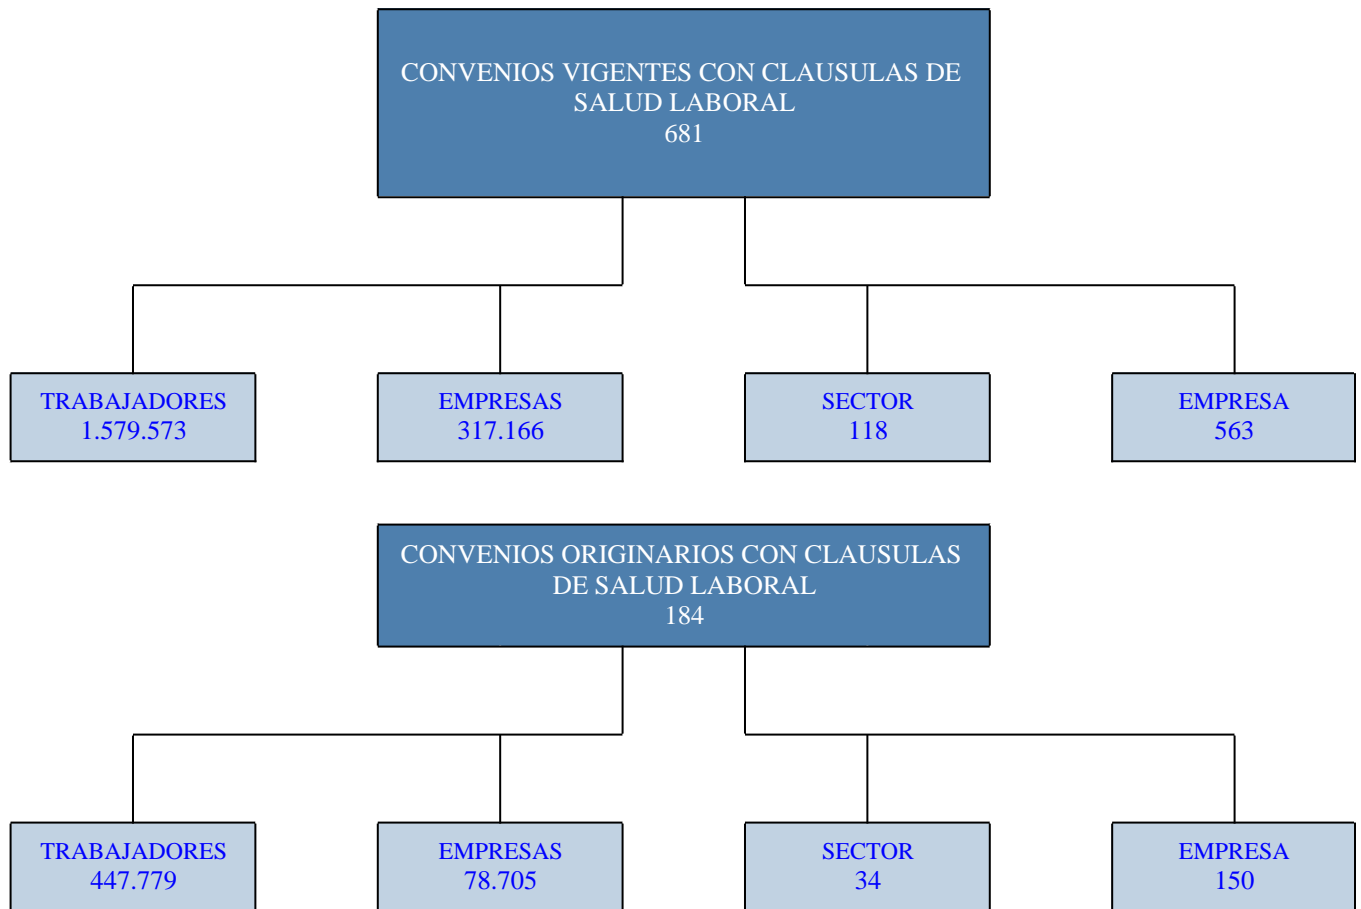 CONVENIOS VIGENTES CON CLAUSULAS DE
SALUD LABORAL
681
TRABAJADORES
1.579.573
EMPRESAS
317.166
SECTOR
118
EMPRESA
563
CONVENIOS ORIGINARIOS CON CLAUSULAS
DE SALUD LABORAL
184
TRABAJADORES
447.779
EMPRESAS
78.705
SECTOR
34
EMPRESA
150